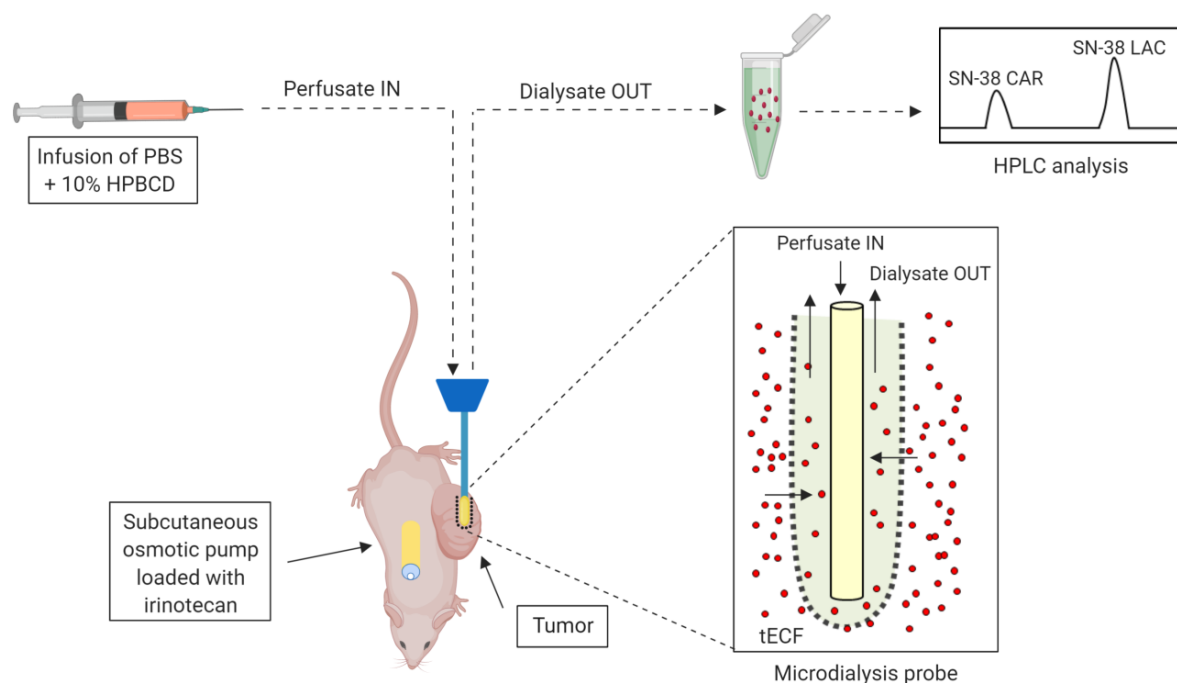 Perfusate IN
Dialysate OUT
SN-38 CAR
SN-38 LAC
HPLC analysis
Infusion of PBS
+ 10% HPBCD
Perfusate IN
Dialysate OUT
tECF
Microdialysis probe
Subcutaneous
osmotic pump
loaded with
irinotecan
Tumor